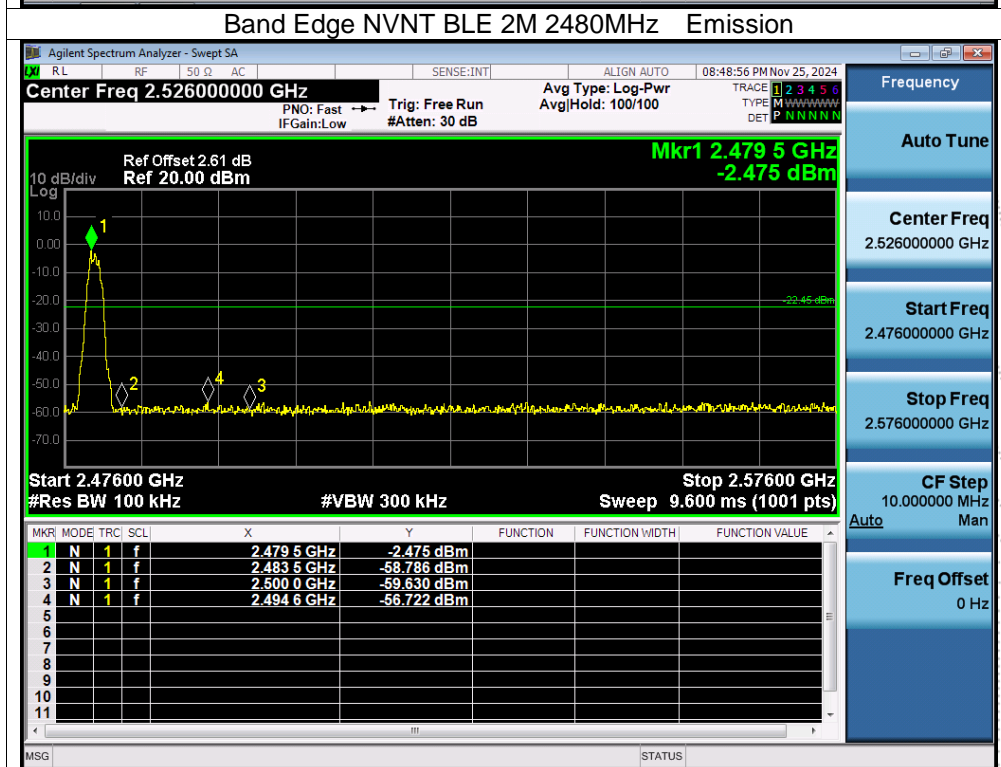 Band Edge NVNT BLE 2M 2480MHz Emission
Agilent Spectrum Analyzer - Swept SA
LXI RL RF 50 Ω AC SENSE:INT ALIGN AUTO 08:48:56 PM Nov 25, 2024
Center Freq 2.526000000 GHz
PNO: Fast
IFGain:Low
Trig: Free Run
#Atten: 30 dB
Avg Type: Log-Pwr
Avg|Hold: 100/100
TRACE 1 2 3 4 5 6
TYPE M WWWWW
DET P N N N N N
Frequency
Auto Tune
Center Freq
2.526000000 GHz
Start Freq
2.476000000 GHz
Stop Freq
2.576000000 GHz
CF Step
10.000000 MHz
Auto Man
Freq Offset
0 Hz
Mkr1 2.479 5 GHz
-2.475 dBm
Ref Offset 2.61 dB
10 dB/div Ref 20.00 dBm
Log
10.0
0.00
-10.0
-20.0
-30.0
-40.0
-50.0
-60.0
-70.0
1
-22.45 dBm
2
4
3
Start 2.47600 GHz Stop 2.57600 GHz
#Res BW 100 kHz #VBW 300 kHz Sweep 9.600 ms (1001 pts)
MKR MODE TRC SCL X Y FUNCTION FUNCTION WIDTH FUNCTION VALUE
1 N 1 f 2.479 5 GHz -2.475 dBm
2 N 1 f 2.483 5 GHz -58.786 dBm
3 N 1 f 2.500 0 GHz -59.630 dBm
4 N 1 f 2.494 6 GHz -56.722 dBm
5
6
7
8
9
10
11
MSG STATUS